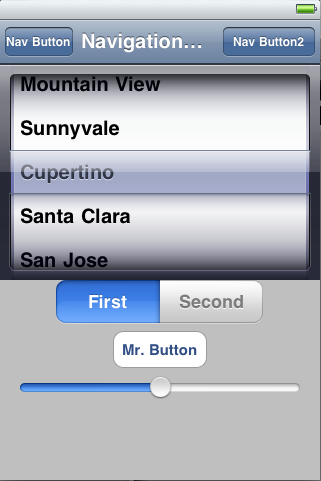 Nav Button Navigation... Nav Button2
Mountain View
Sunnyvale
Cupertino
Santa Clara
San Jose
First Second
Mr. Button